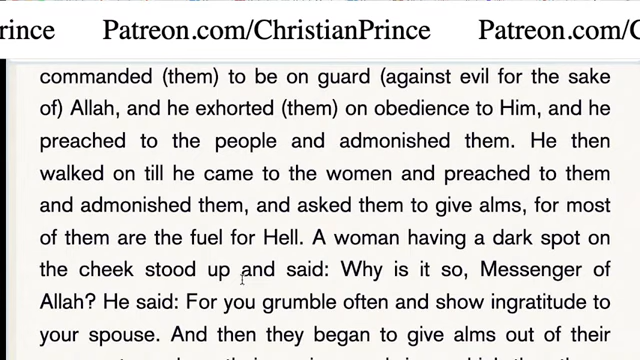 rince Patreon.com/ChristianPrince Patreon.com/C
commanded (them) to be on guard (against evil for the sake
of) Allah, and he exhorted (them) on obedience to Him, and he
preached to the people and admonished them. He then
walked on till he came to the women and preached to them
and admonished them, and asked them to give alms, for most
of them are the fuel for Hell. A woman having a dark spot on
the cheek stood up and said: Why is it so, Messenger of
Allah? He said: For you grumble often and show ingratitude to
your spouse. And then they began to give alms out of their